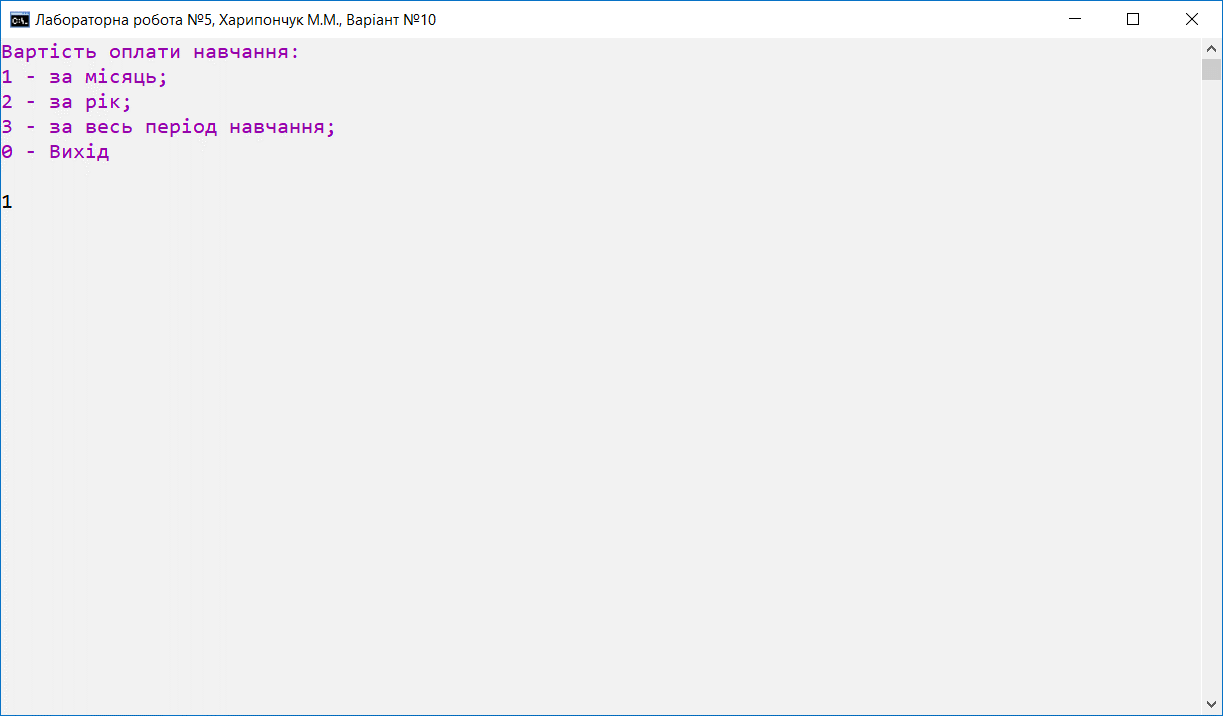 Лабораторна робота №5, Харипончук М.М., Варіант №10
Вартість оплати навчання:
1 - за місяць;
2 - за рік;
3 - за весь період навчання;
0 - Вихід
1